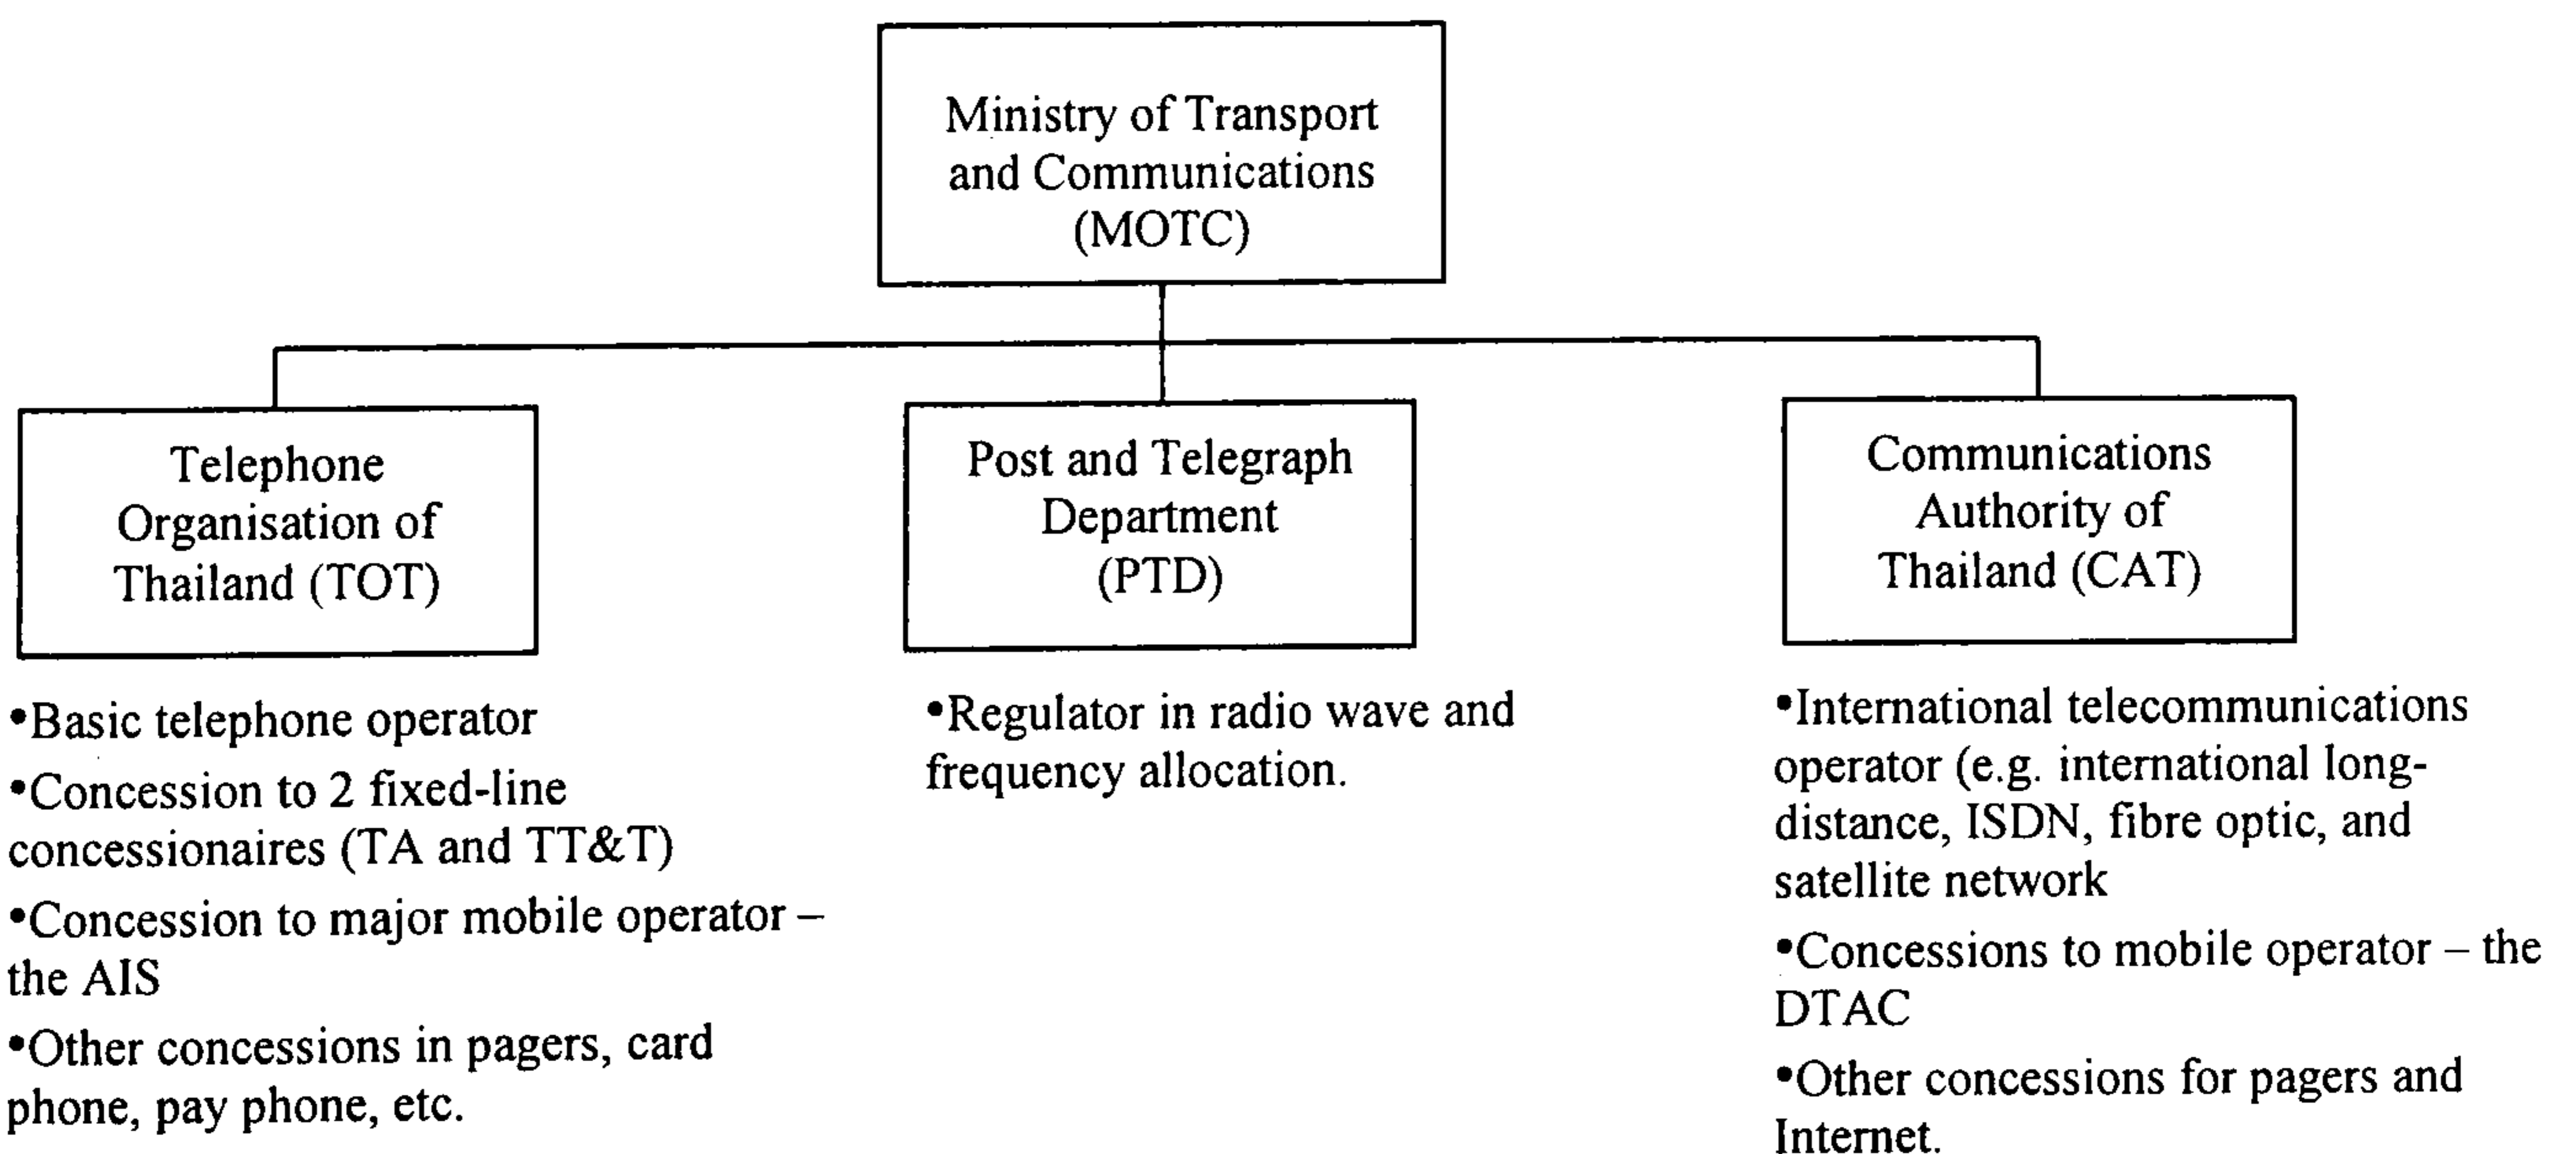 Ministry of Transport
and Communications
(MOTC)
Telephone
Organisation of
Thailand (TOT)
•Basic telephone operator
•Concession to 2 fixed-line
concessionaires (TA and TT&T)
•Concession to major mobile operator –
the AIS
•Other concessions in pagers, card
phone, pay phone, etc.
Post and Telegraph
Department
(PTD)
•Regulator in radio wave and
frequency allocation.
Communications
Authority of
Thailand (CAT)
•International telecommunications
operator (e.g. international long-
distance, ISDN, fibre optic, and
satellite network
•Concessions to mobile operator – the
DTAC
•Other concessions for pagers and
Internet.